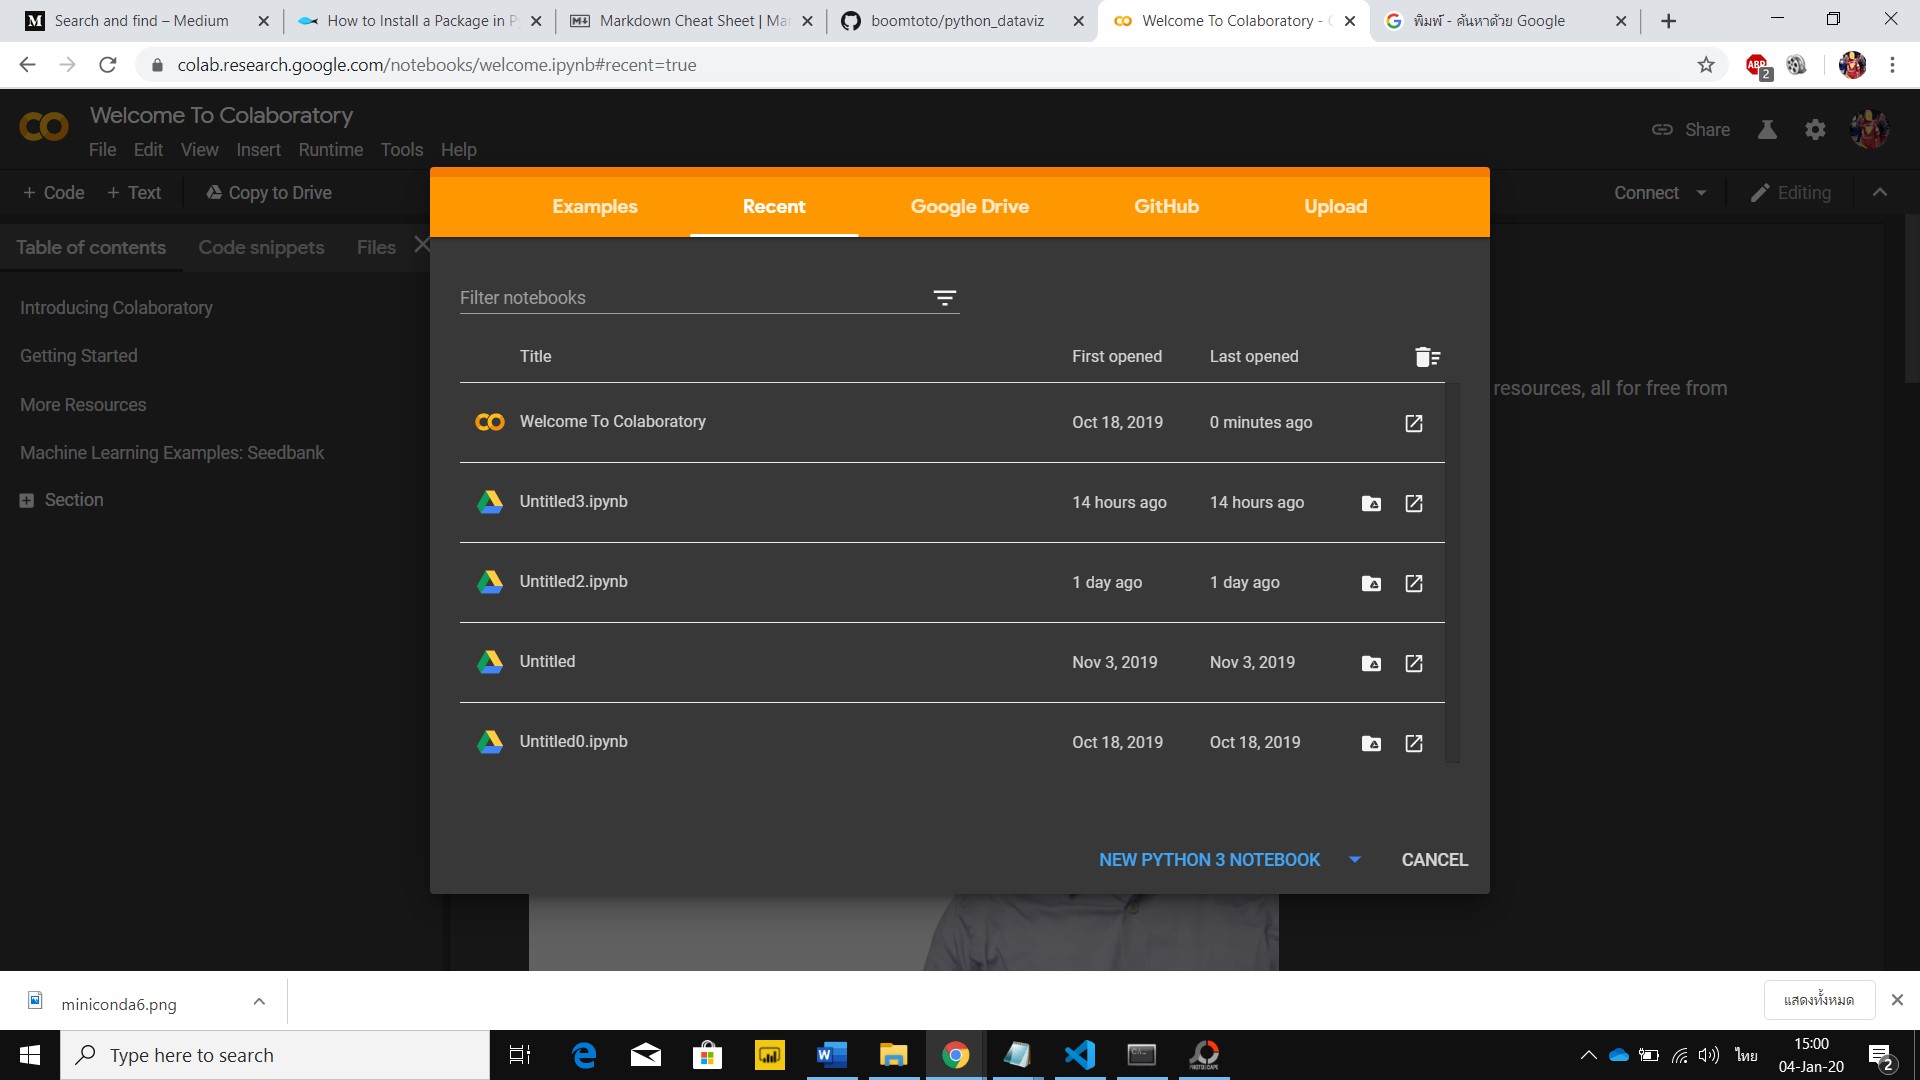 Search and find – Medium
How to Install a Package in P
Markdown Cheat Sheet | Ma
boomtoto/python_dataviz
Welcome To Colaboratory -
พิมพ์ - ค้นหาด้วย Google
colab.research.google.com/notebooks/welcome.ipynb#recent=true
ABP
2
Welcome To Colaboratory
File Edit View Insert Runtime Tools Help
Share
+ Code + Text Copy to Drive
Connect
Editing
Table of contents Code snippets Files
Introducing Colaboratory
Getting Started
More Resources
Machine Learning Examples: Seedbank
Section
resources, all for free from
Examples Recent Google Drive GitHub Upload
Filter notebooks
Title First opened Last opened
Welcome To Colaboratory Oct 18, 2019 0 minutes ago
Untitled3.ipynb 14 hours ago 14 hours ago
Untitled2.ipynb 1 day ago 1 day ago
Untitled Nov 3, 2019 Nov 3, 2019
Untitled0.ipynb Oct 18, 2019 Oct 18, 2019
NEW PYTHON 3 NOTEBOOK CANCEL
miniconda6.png
แสดงทั้งหมด
Type here to search
ไทย
15:00
04-Jan-20
2